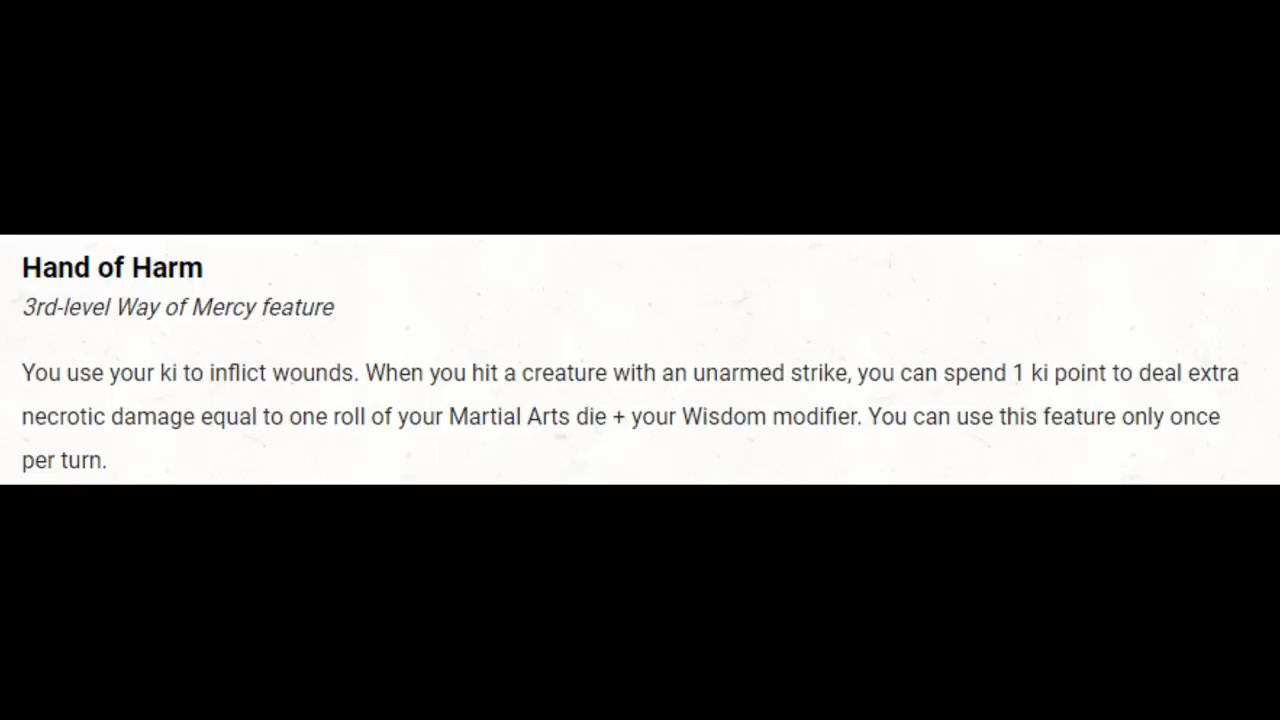 Hand of Harm
3rd-level Way of Mercy feature
You use your ki to inflict wounds. When you hit a creature with an unarmed strike, you can spend 1 ki point to deal extra
necrotic damage equal to one roll of your Martial Arts die + your Wisdom modifier. You can use this feature only once
per turn.